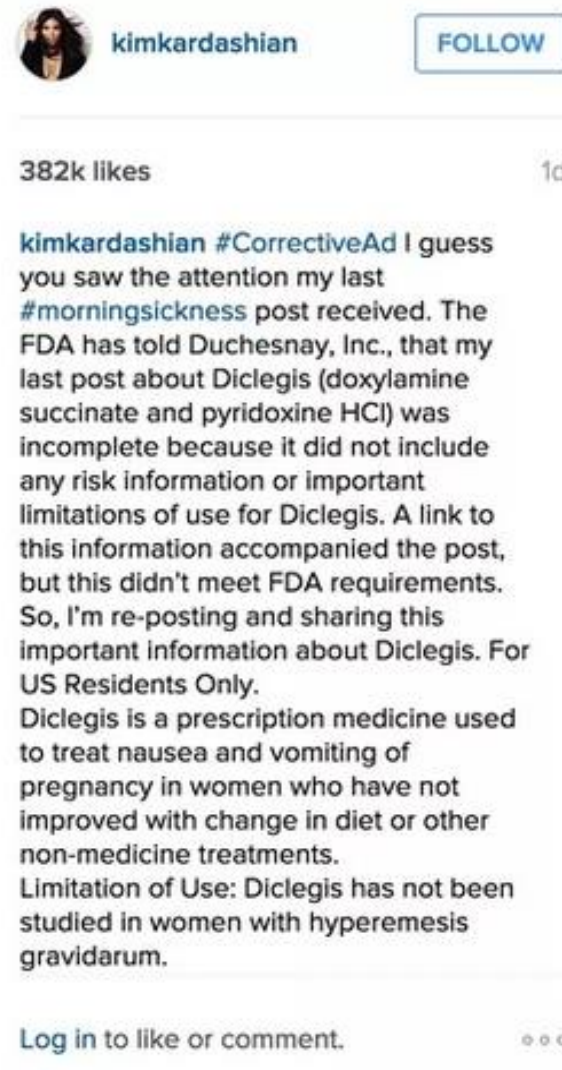 kimkardashian
FOLLOW
382k likes
kimkardashian #CorrectiveAd I guess
you saw the attention my last
#morningsickness post received. The
FDA has told Duchesnay, Inc., that my
last post about Diclegis (doxylamine
succinate and pyridoxine HCl) was
incomplete because it did not include
any risk information or important
limitations of use for Diclegis. A link to
this information accompanied the post,
but this didn't meet FDA requirements.
So, I'm re-posting and sharing this
important information about Diclegis. For
US Residents Only.
Diclegis is a prescription medicine used
to treat nausea and vomiting of
pregnancy in women who have not
improved with change in diet or other
non-medicine treatments.
Limitation of Use: Diclegis has not been
studied in women with hyperemesis
gravidarum.
Log in to like or comment.